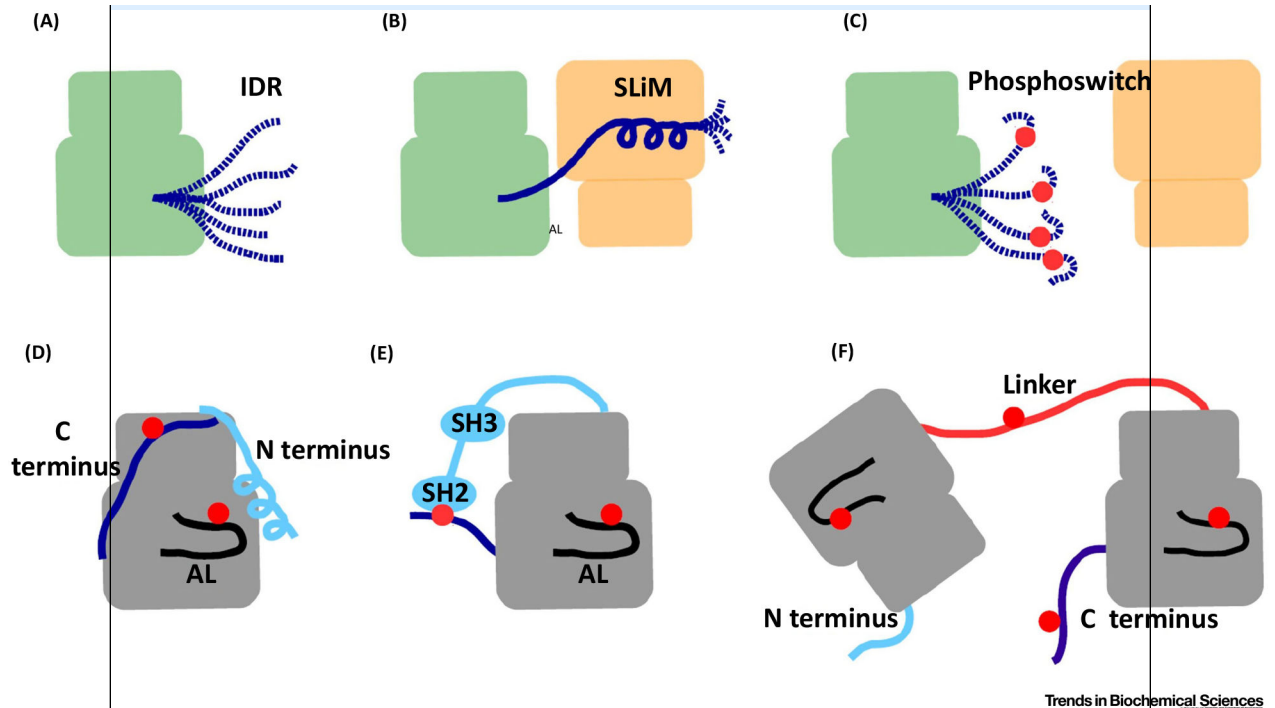 (A)
(B)
(C)
IDR
SLiM
Phosphoswitch
AL
(D)
(E)
(F)
C
terminus
N terminus
AL
SH3
SH2
AL
Linker
N terminus
C terminus
Trends in Biochemical Sciences